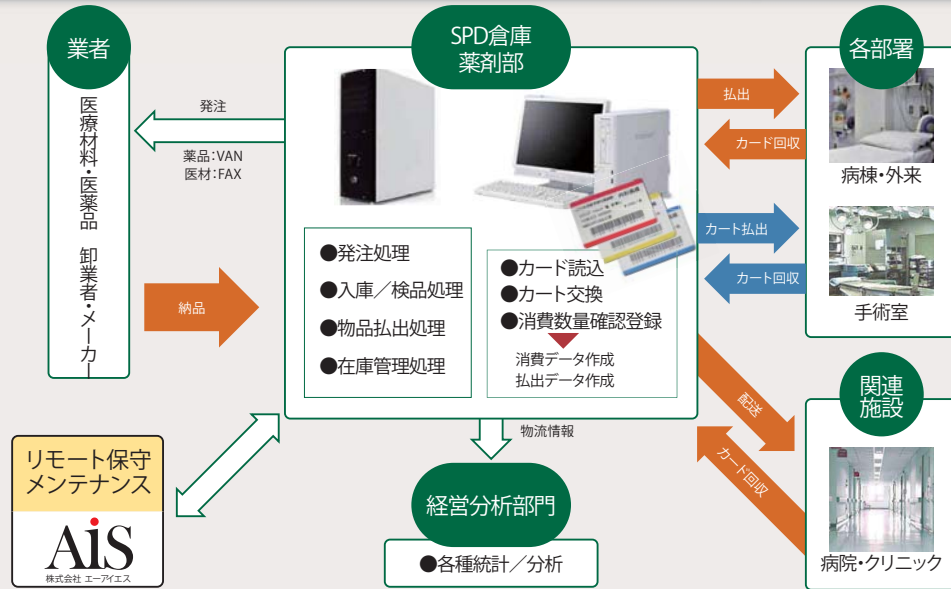 業者
医療材料・医薬品 卸業者・メーカー
発注
薬品:VAN
医材:FAX
納品
SPD倉庫
薬剤部
●発注処理
●入庫／検品処理
●物品払出処理
●在庫管理処理
●カード読込
●カート交換
●消費数量確認登録
消費データ作成
払出データ作成
払出
カード回収
カート払出
カート回収
各部署
病棟・外来
手術室
配送
カード回収
関連
施設
病院・クリニック
物流情報
経営分析部門
●各種統計／分析
リモート保守
メンテナンス
AiS
株式会社 エーアイエス